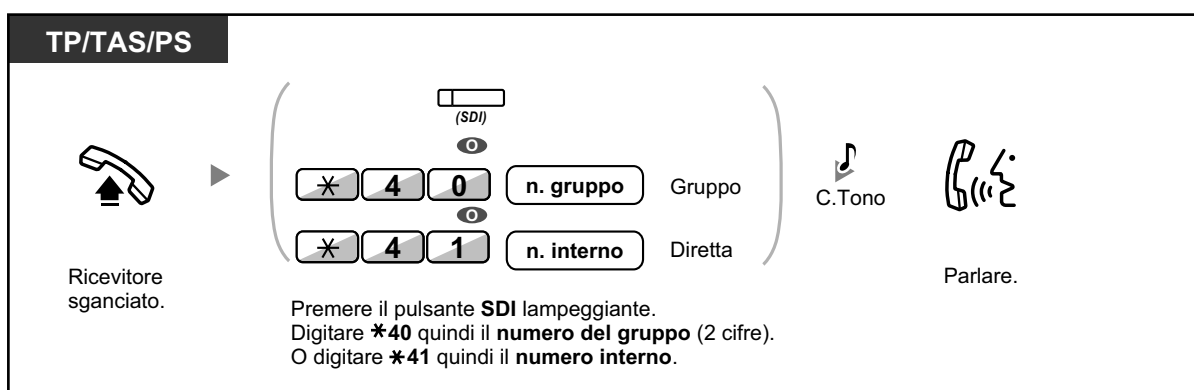 TP/TAS/PS
(SDI)
O
✳ 4 0 n. gruppo Gruppo
O
✳ 4 1 n. interno Diretta
C.Tono
Ricevitore
sganciato.
Parlare.
Premere il pulsante SDI lampeggiante.
Digitare ✳40 quindi il numero del gruppo (2 cifre).
O digitare ✳41 quindi il numero interno.